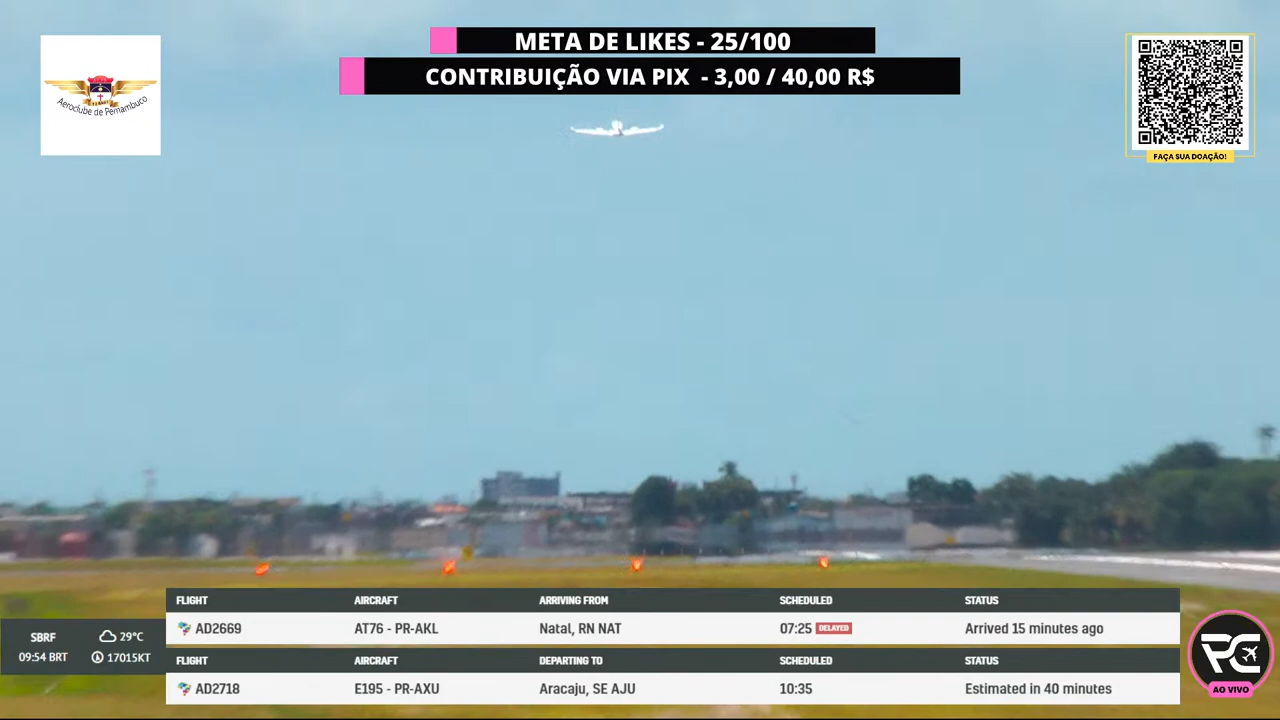 META DE LIKES - 25/100
CONTRIBUIÇÃO VIA PIX - 3,00 / 40,00 R$
Aeroclube de Pernambuco
FAÇA SUA DOAÇÃO!
FLIGHT AIRCRAFT ARRIVING FROM SCHEDULED STATUS
AD2669 AT76 - PR-AKL Natal, RN NAT 07:25 DELAYED Arrived 15 minutes ago
FLIGHT AIRCRAFT DEPARTING TO SCHEDULED STATUS
AD2718 E195 - PR-AXU Aracaju, SE AJU 10:35 Estimated in 40 minutes
SBRF 29°C
09:54 BRT 17015KT
PC
AO VIVO